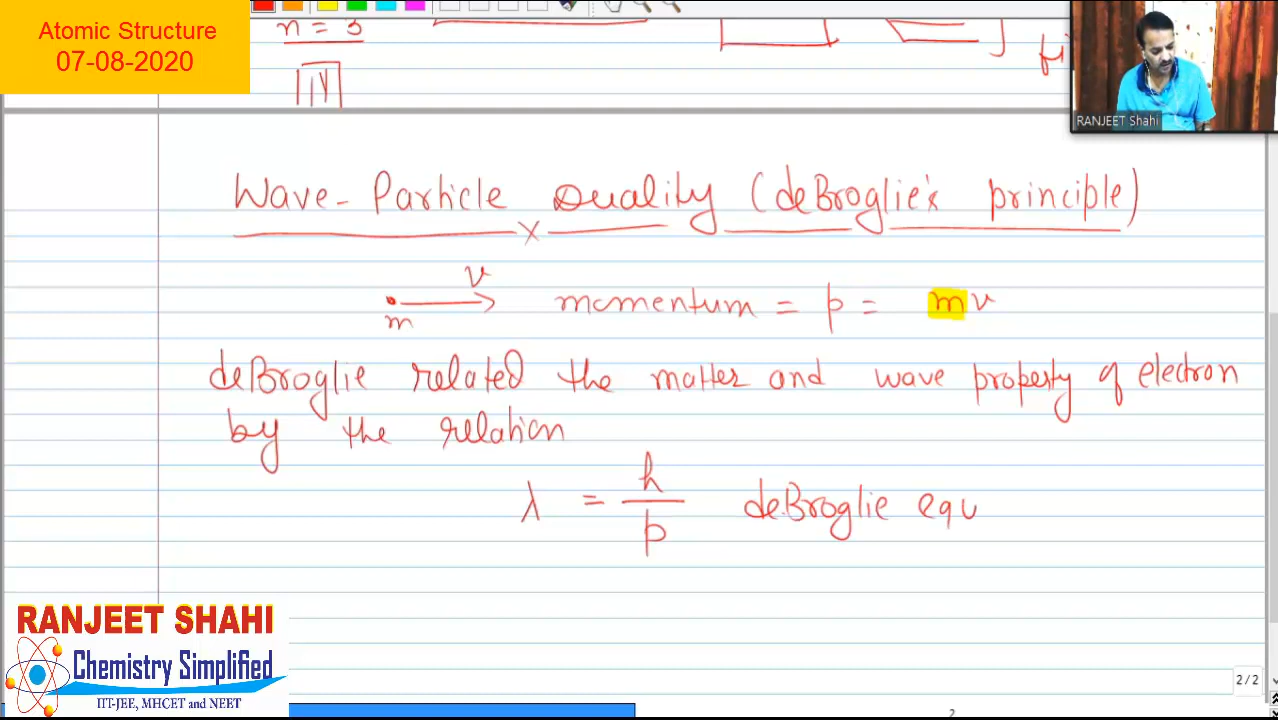 Atomic Structure
07-08-2020
n = 3
RANJEET Shahi
Wave-Particle Duality (deBroglie's principle)
v
m
momentum = p = mv
deBroglie related the matter and wave property of electron
by the relation
λ = h/p deBroglie equ
RANJEET SHAHI
Chemistry Simplified
IIT-JEE, MHCET and NEET
2/2
2